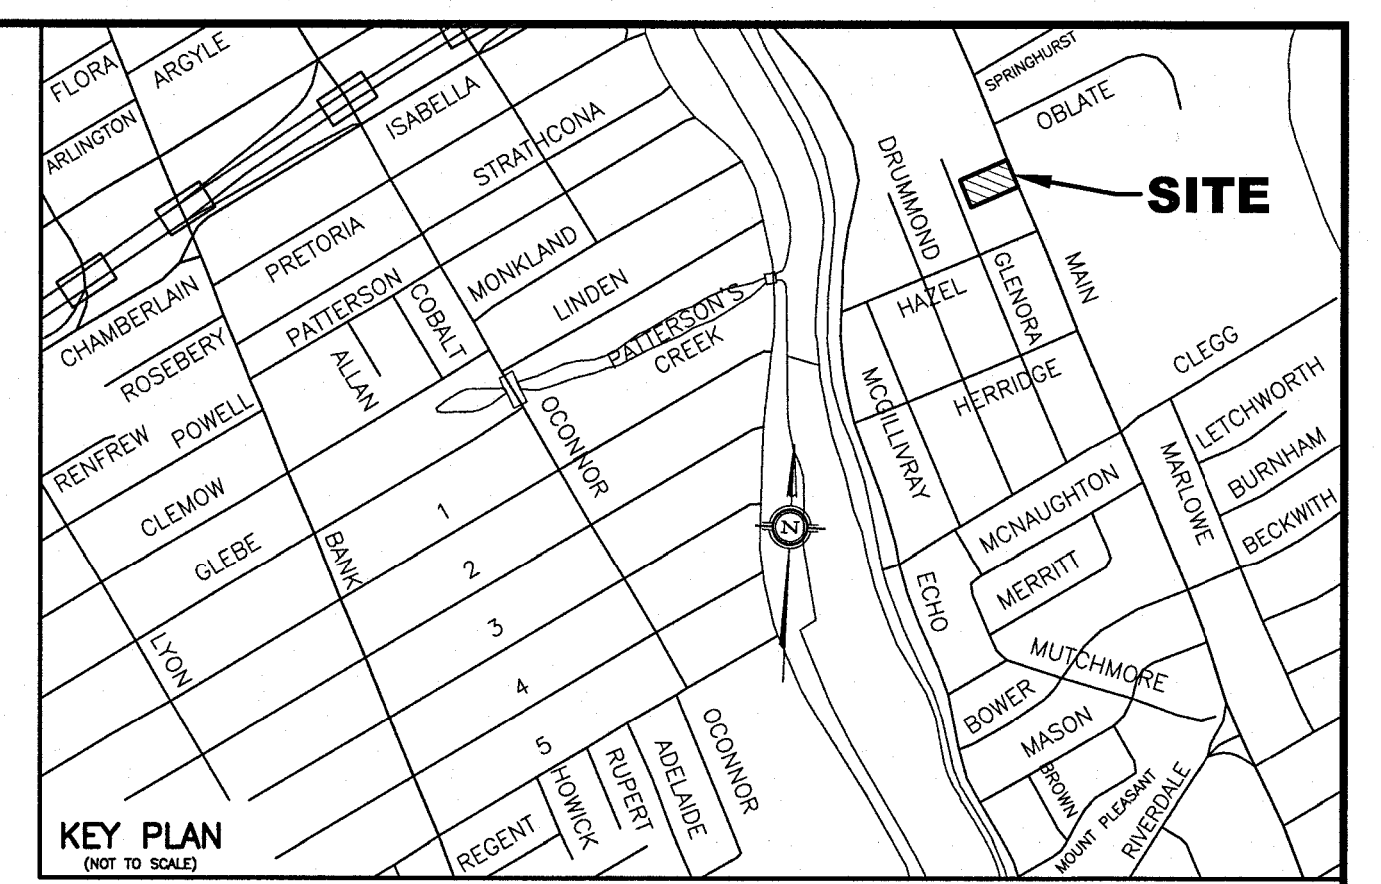 FLORA
ARGYLE
ARLINGTON
ISABELLA
STRATHCONA
SPRINGHURST
OBLATE
DRUMMOND
SITE
PRETORIA
PATTERSON
MONKLAND
COBALT
LINDEN
PATTERSON'S
CREEK
HAZEL
GLENORA
MAIN
CHAMBERLAIN
ROSEBERY
ALLAN
POWELL
RENFREW
CLEMOW
GLEBE
OCONNOR
MCGILLIVRAY
HERRIDGE
CLEGG
LETCHWORTH
MARLOWE
BURNHAM
BECKWITH
MCNAUGHTON
MERRITT
BANK
1
2
3
4
5
N
ECHO
LYON
MUTCHMORE
BOWER
MASON
BROWN
MOUNT PLEASANT
RIVERDALE
OCONNOR
ADELAIDE
RUPERT
HOWICK
REGENT
KEY PLAN
(NOT TO SCALE)